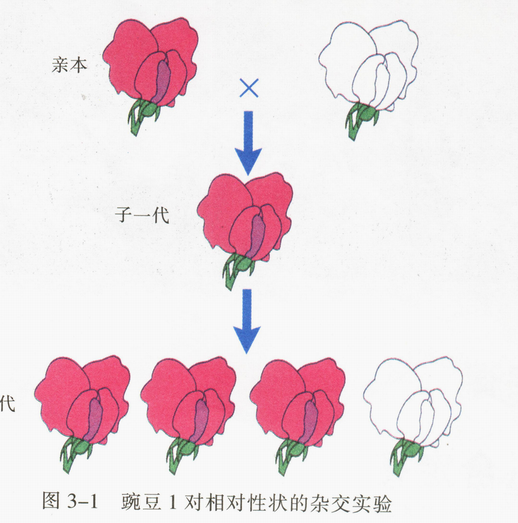 亲本
×
子一代
代
图 3-1 豌豆 1 对相对性状的杂交实验